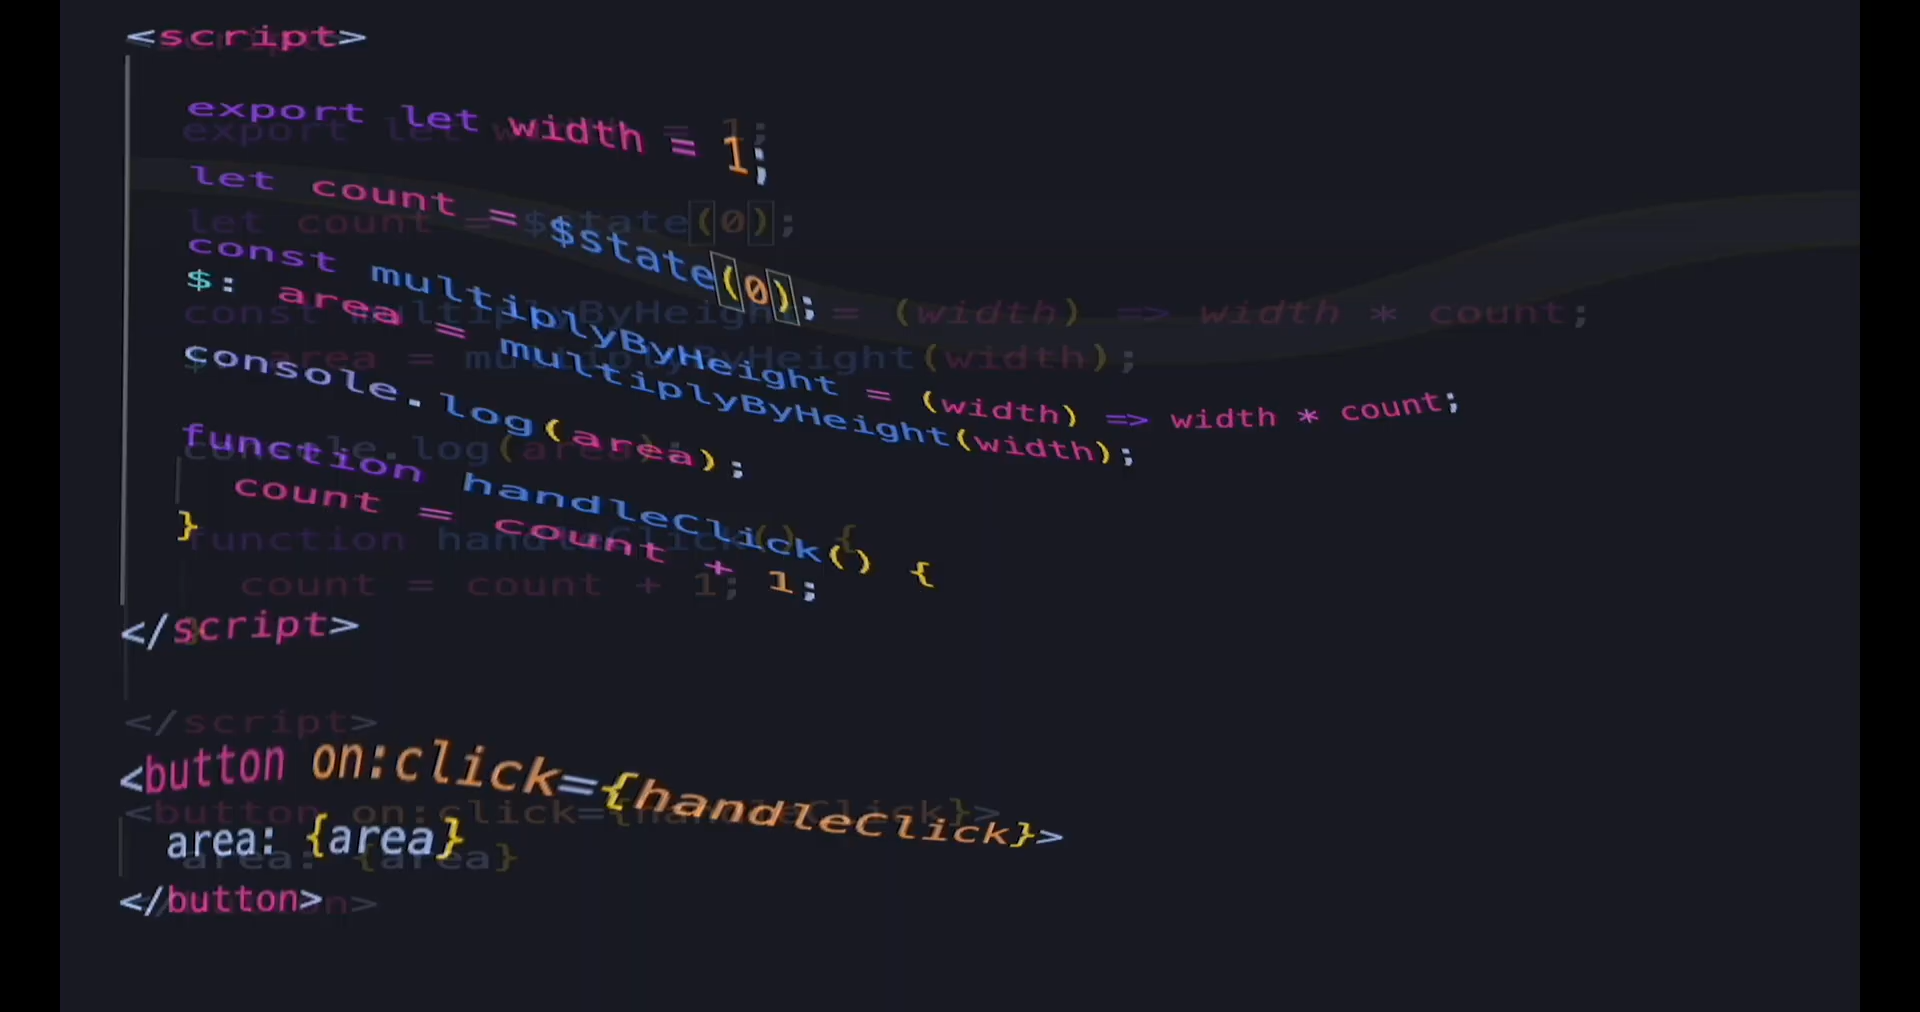 <script>
export let width = 1;
let count = $state(0);
const multiplyByHeight = (width) => width * count;
$: area = multiplyByHeight(width);
console.log(area);
function handleClick() {
count = count + 1;
}
</script>
<button on:click={handleClick}>
area: {area}
</button>